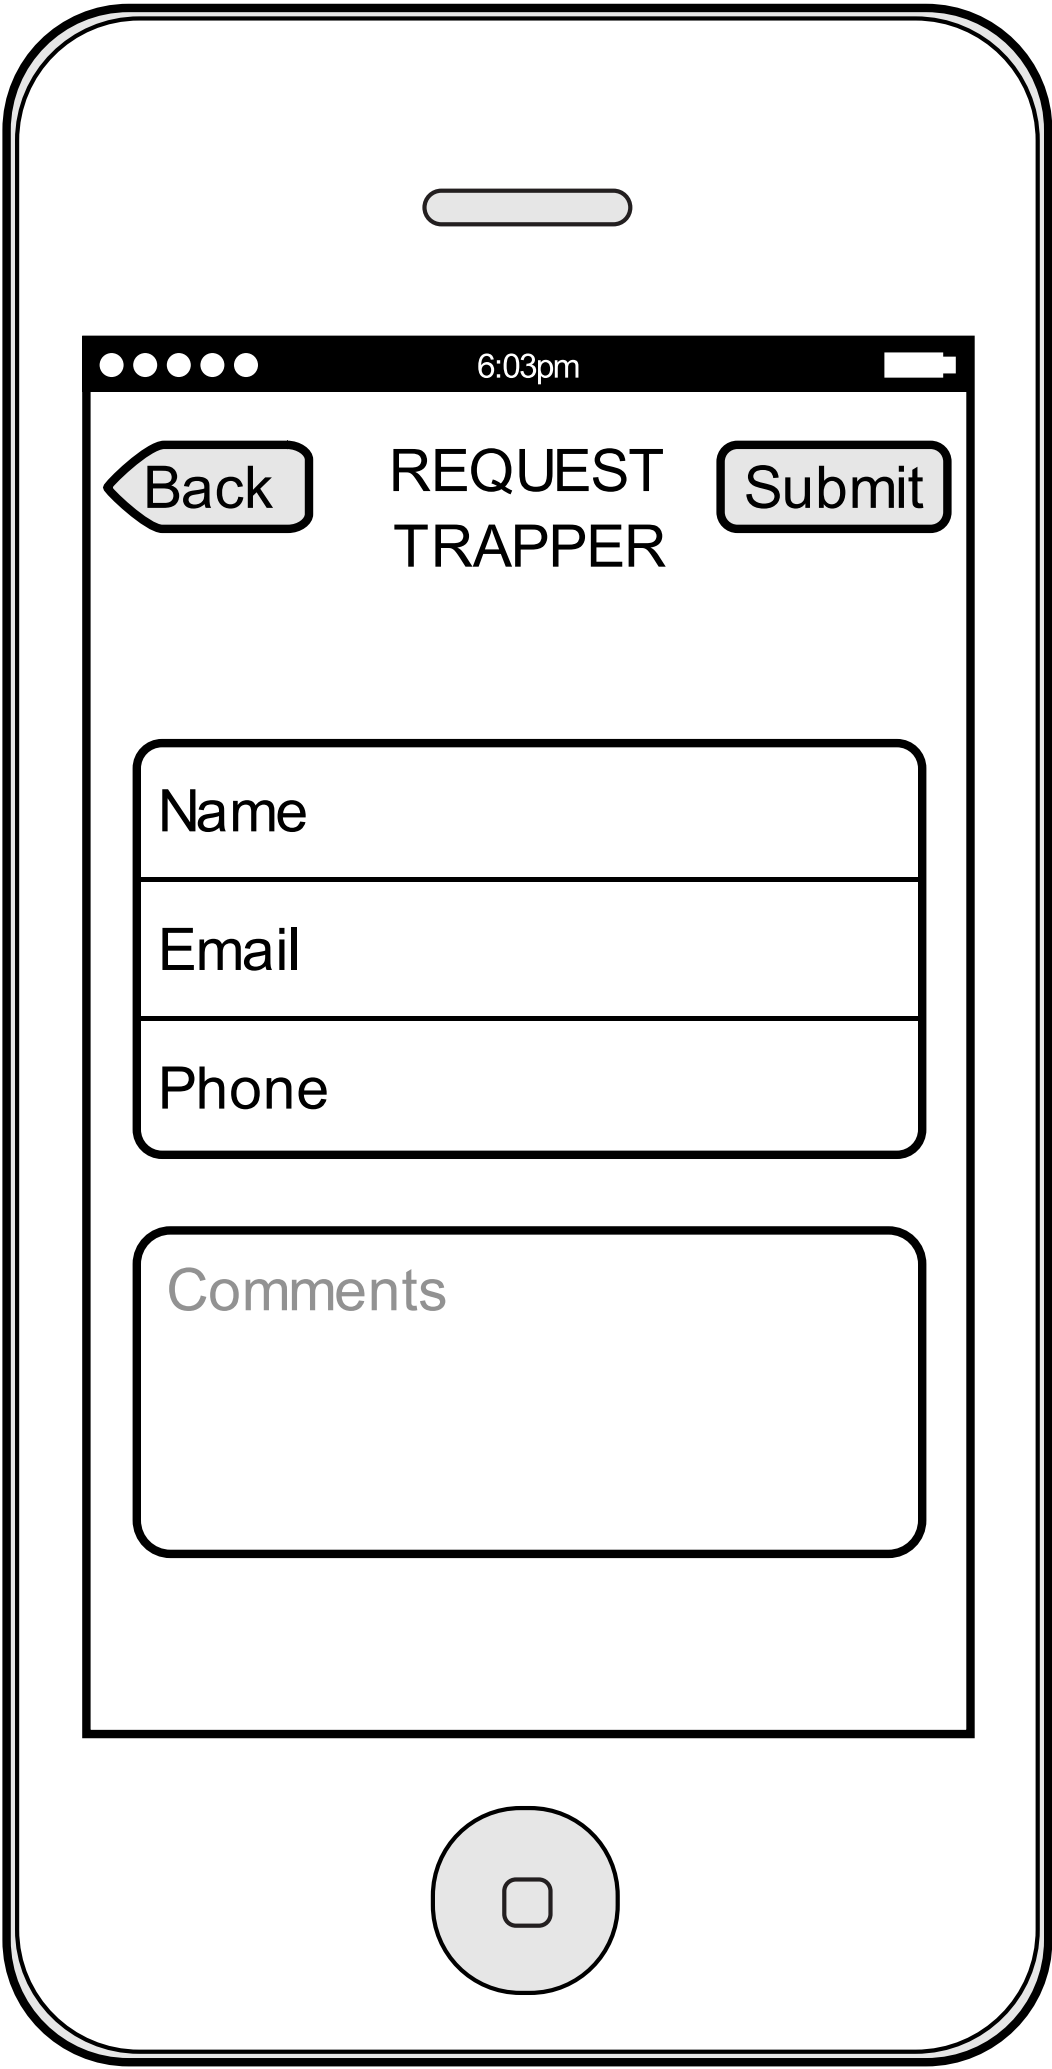 6:03pm
Back
REQUEST
TRAPPER
Submit
Name
Email
Phone
Comments